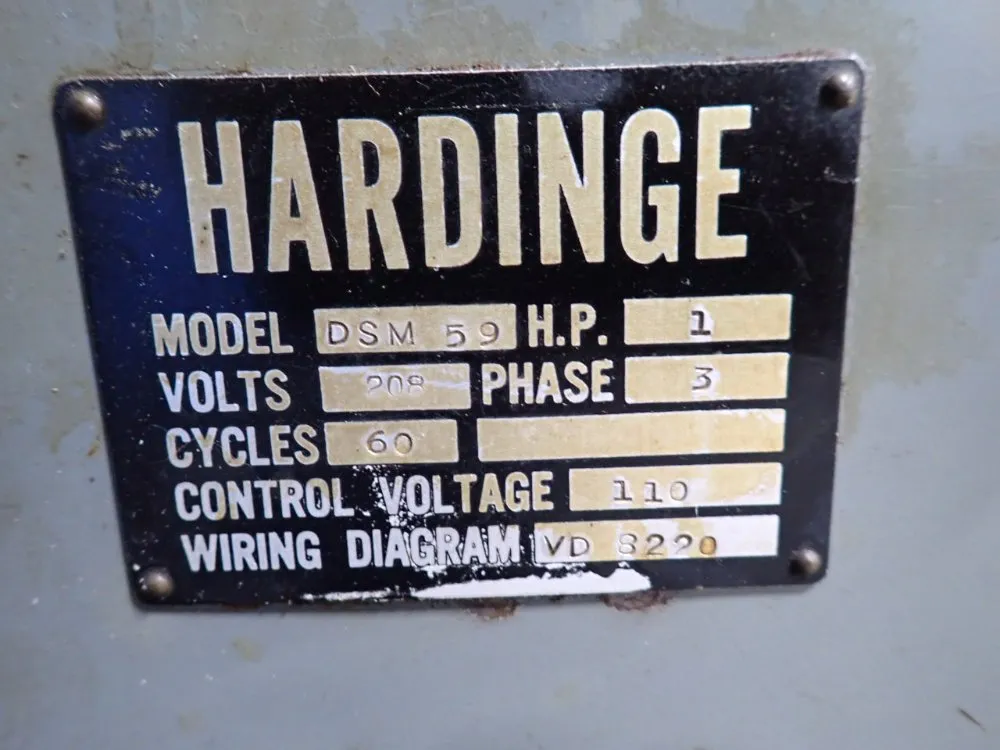 HARDINGE
MODEL DSM 59 H.P. 1
VOLTS 208 PHASE 3
CYCLES 60
CONTROL VOLTAGE 110
WIRING DIAGRAM VD 8220